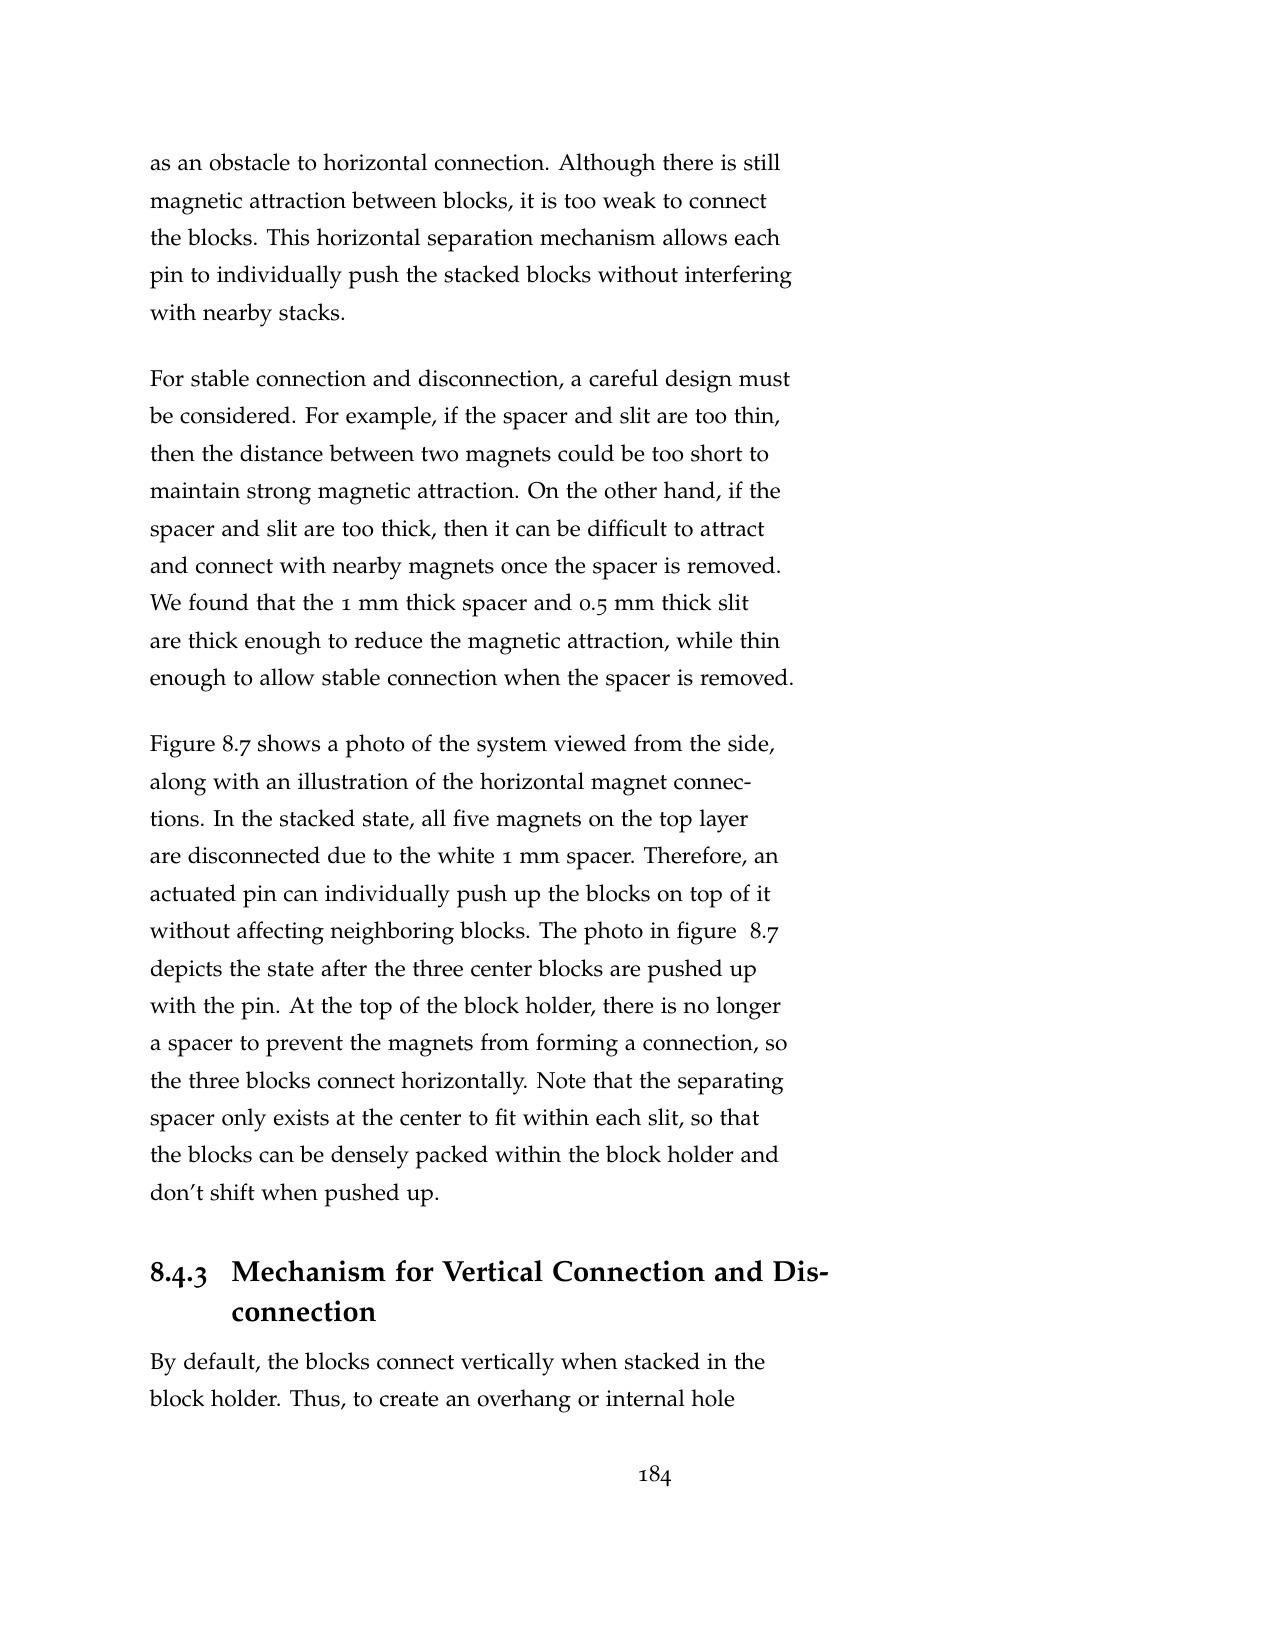 as an obstacle to horizontal connection. Although there is still
magnetic attraction between blocks, it is too weak to connect
the blocks. This horizontal separation mechanism allows each
pin to individually push the stacked blocks without interfering
with nearby stacks.
For stable connection and disconnection, a careful design must
be considered. For example, if the spacer and slit are too thin,
then the distance between two magnets could be too short to
maintain strong magnetic attraction. On the other hand, if the
spacer and slit are too thick, then it can be difficult to attract
and connect with nearby magnets once the spacer is removed.
We found that the 1 mm thick spacer and 0.5 mm thick slit
are thick enough to reduce the magnetic attraction, while thin
enough to allow stable connection when the spacer is removed.
Figure 8.7 shows a photo of the system viewed from the side,
along with an illustration of the horizontal magnet connec-
tions. In the stacked state, all five magnets on the top layer
are disconnected due to the white 1 mm spacer. Therefore, an
actuated pin can individually push up the blocks on top of it
without affecting neighboring blocks. The photo in figure 8.7
depicts the state after the three center blocks are pushed up
with the pin. At the top of the block holder, there is no longer
a spacer to prevent the magnets from forming a connection, so
the three blocks connect horizontally. Note that the separating
spacer only exists at the center to fit within each slit, so that
the blocks can be densely packed within the block holder and
don't shift when pushed up.
8.4.3 Mechanism for Vertical Connection and Dis-
connection
By default, the blocks connect vertically when stacked in the
block holder. Thus, to create an overhang or internal hole
184